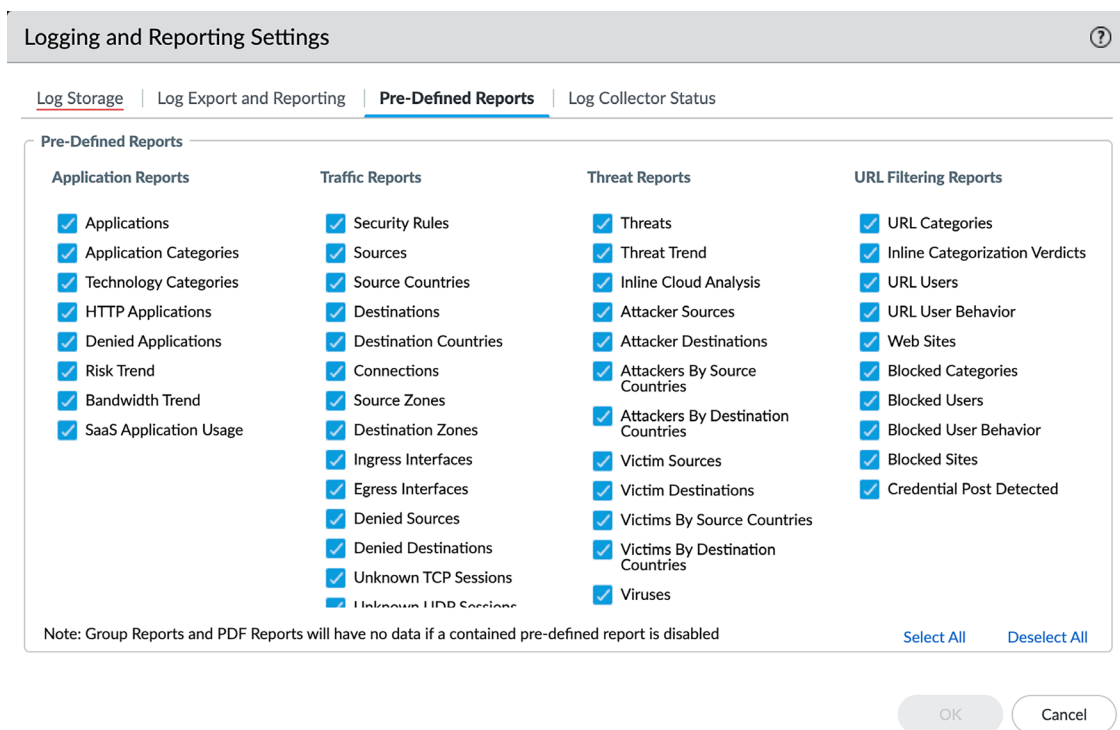 Logging and Reporting Settings
Log Storage
Log Export and Reporting
Pre-Defined Reports
Log Collector Status
Pre-Defined Reports
Application Reports
Applications
Application Categories
Technology Categories
HTTP Applications
Denied Applications
Risk Trend
Bandwidth Trend
SaaS Application Usage
Traffic Reports
Security Rules
Sources
Source Countries
Destinations
Destination Countries
Connections
Source Zones
Destination Zones
Ingress Interfaces
Egress Interfaces
Denied Sources
Denied Destinations
Unknown TCP Sessions
Unknown UDP Sessions
Threat Reports
Threats
Threat Trend
Inline Cloud Analysis
Attacker Sources
Attacker Destinations
Attackers By Source
Countries
Attackers By Destination
Countries
Victim Sources
Victim Destinations
Victims By Source Countries
Victims By Destination
Countries
Viruses
URL Filtering Reports
URL Categories
Inline Categorization Verdicts
URL Users
URL User Behavior
Web Sites
Blocked Categories
Blocked Users
Blocked User Behavior
Blocked Sites
Credential Post Detected
Note: Group Reports and PDF Reports will have no data if a contained pre-defined report is disabled
Select All
Deselect All
OK
Cancel